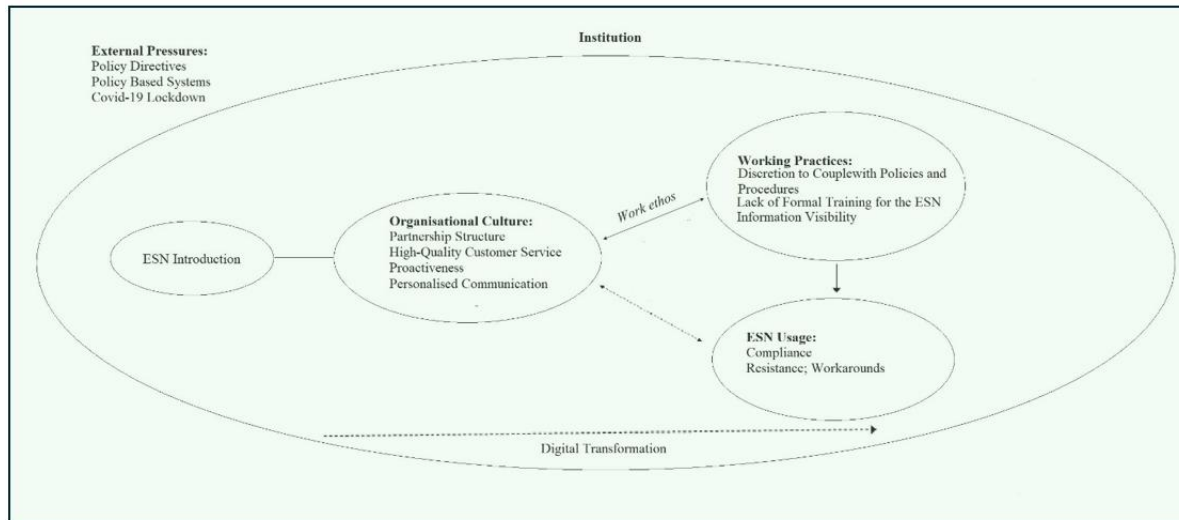 Institution
External Pressures:
Policy Directives
Policy Based Systems
Covid-19 Lockdown
ESN Introduction
Organisational Culture:
Partnership Structure
High-Quality Customer Service
Proactiveness
Personalised Communication
Work ethos
Working Practices:
Discretion to Couplewith Policies and
Procedures
Lack of Formal Training for the ESN
Information Visibility
ESN Usage:
Compliance
Resistance; Workarounds
Digital Transformation